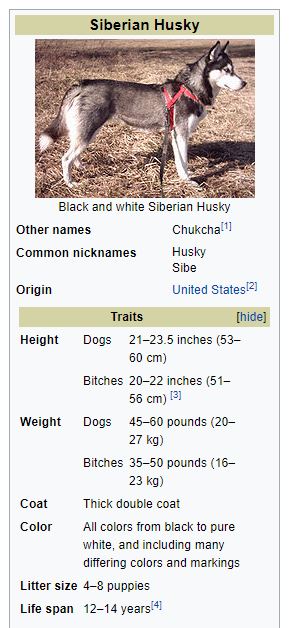 Siberian Husky
Black and white Siberian Husky
Other names Chukcha[1]
Common nicknames Husky
Sibe
Origin United States[2]
Traits [hide]
Height Dogs 21–23.5 inches (53–
60 cm)
Bitches 20–22 inches (51–
56 cm) [3]
Weight Dogs 45–60 pounds (20–
27 kg)
Bitches 35–50 pounds (16–
23 kg)
Coat Thick double coat
Color All colors from black to pure
white, and including many
differing colors and markings
Litter size 4–8 puppies
Life span 12–14 years[4]